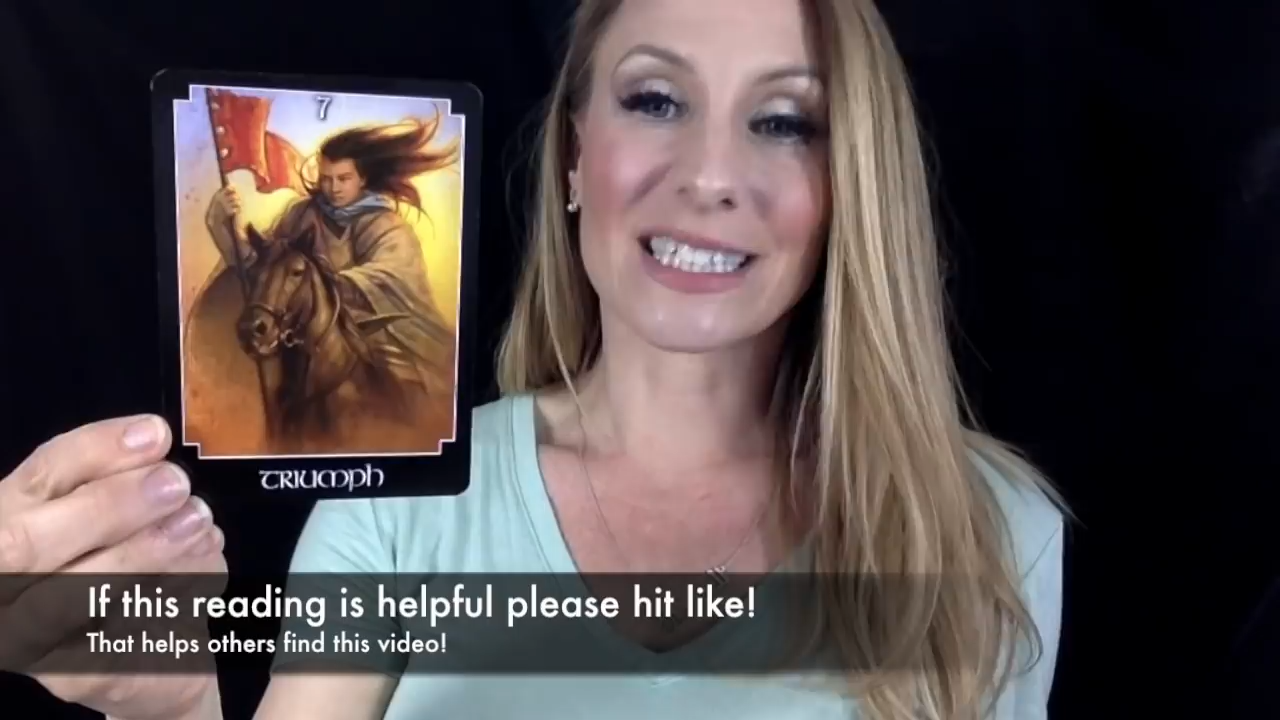 7
TRIUMPH
If this reading is helpful please hit like!
That helps others find this video!